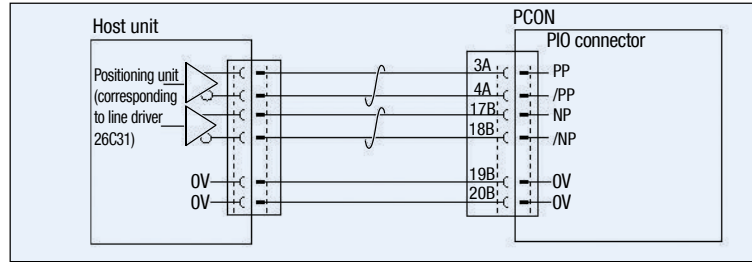 Host unit
PCON
PIO connector
Positioning unit
(corresponding
to line driver
26C31)
3A
PP
4A
/PP
17B
NP
18B
/NP
0V
19B
0V
0V
20B
0V